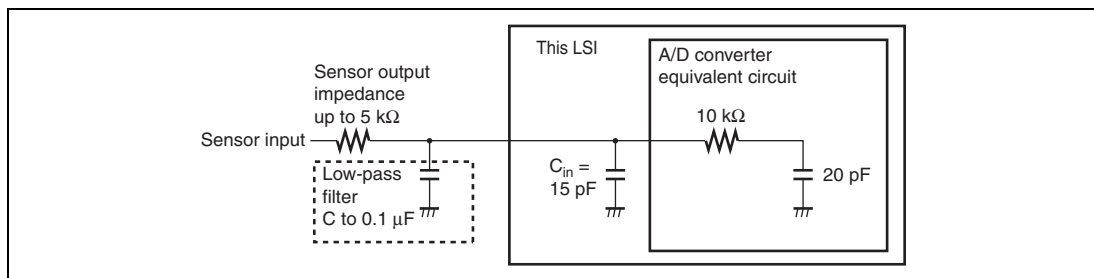 This LSI
A/D converter
equivalent circuit
Sensor output
impedance
up to 5 kΩ
10 kΩ
Sensor input
Low-pass
filter
C to 0.1 μF
Cin =
15 pF
20 pF